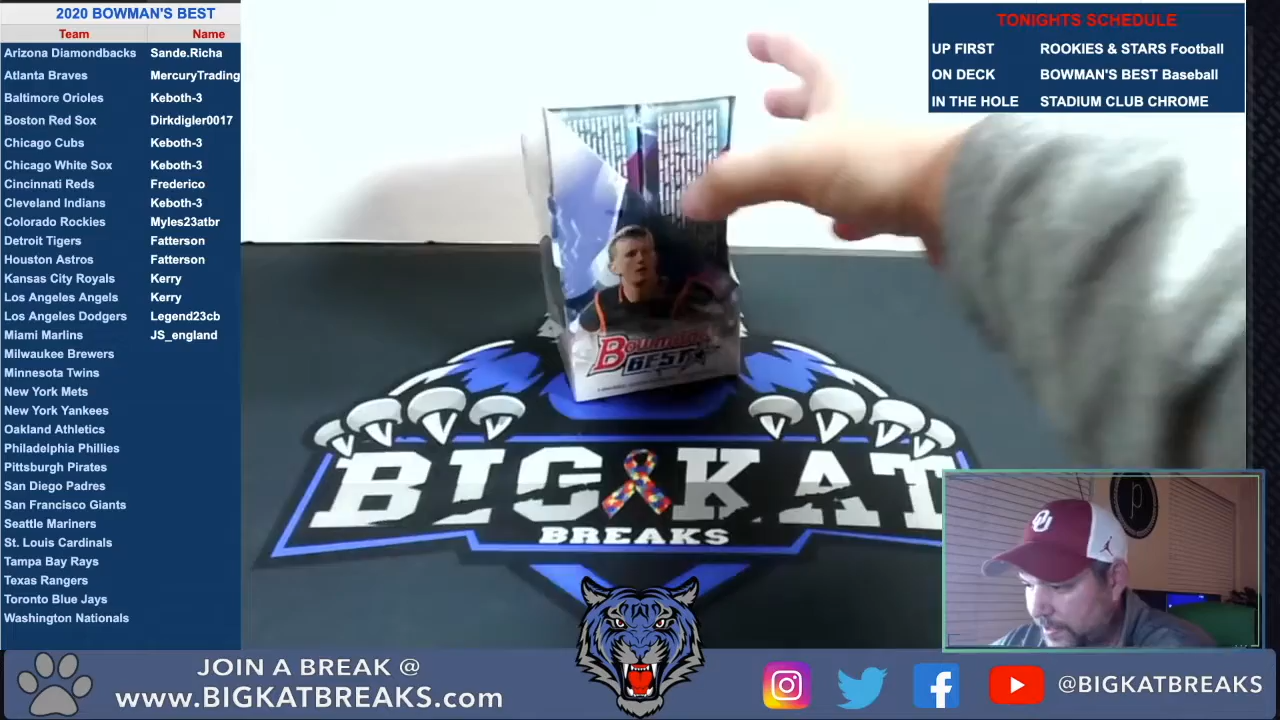 2020 BOWMAN'S BEST
Team Name
Arizona Diamondbacks Sande.Richa
Atlanta Braves MercuryTrading
Baltimore Orioles Keboth-3
Boston Red Sox Dirkdigler0017
Chicago Cubs Keboth-3
Chicago White Sox Keboth-3
Cincinnati Reds Frederico
Cleveland Indians Keboth-3
Colorado Rockies Myles23atbr
Detroit Tigers Fatterson
Houston Astros Fatterson
Kansas City Royals Kerry
Los Angeles Angels Kerry
Los Angeles Dodgers Legend23cb
Miami Marlins JS_england
Milwaukee Brewers
Minnesota Twins
New York Mets
New York Yankees
Oakland Athletics
Philadelphia Phillies
Pittsburgh Pirates
San Diego Padres
San Francisco Giants
Seattle Mariners
St. Louis Cardinals
Tampa Bay Rays
Texas Rangers
Toronto Blue Jays
Washington Nationals
TONIGHTS SCHEDULE
UP FIRST ROOKIES & STARS Football
ON DECK BOWMAN'S BEST Baseball
IN THE HOLE STADIUM CLUB CHROME
BOWMAN'S
BEST
BIG KAT
BREAKS
OU
JOIN A BREAK @
www.BIGKATBREAKS.com
@BIGKATBREAKS